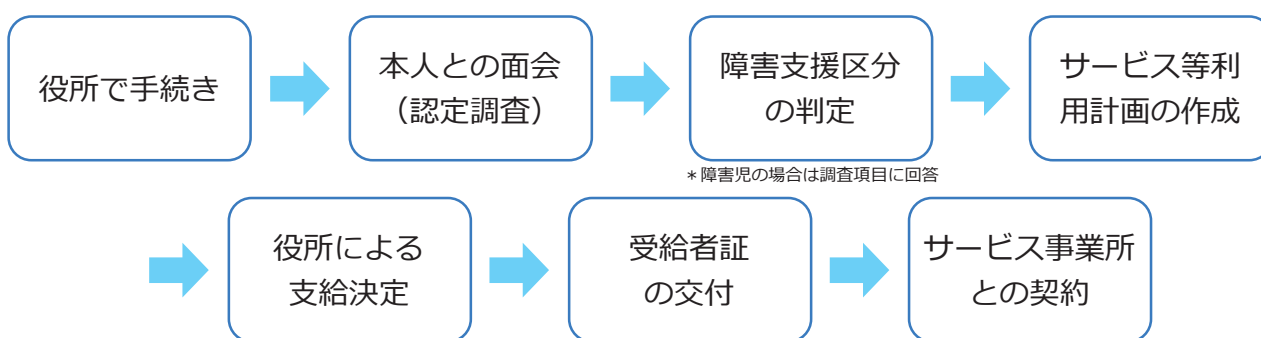 役所で手続き
本人との面会
（認定調査）
障害支援区分
の判定
＊障害児の場合は調査項目に回答
サービス等利
用計画の作成
役所による
支給決定
受給者証
の交付
サービス事業所
との契約